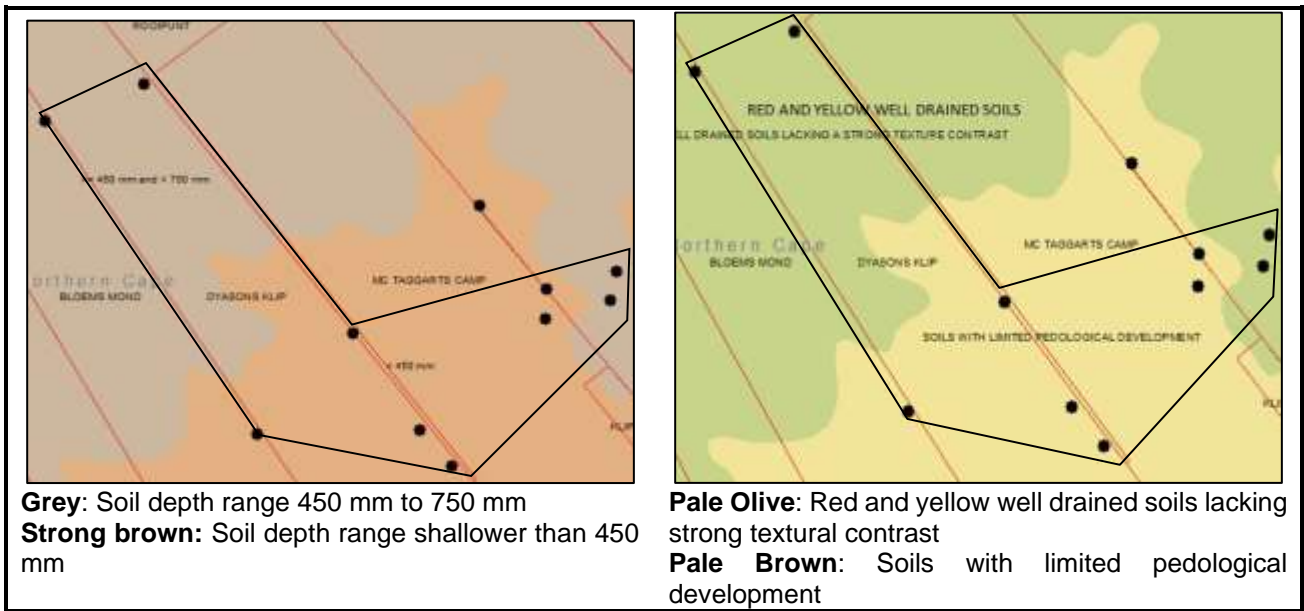 ROOIPUNT
>= 450 mm and < 750 mm
Northern Cape
BLOEMS MOND
DYASONS KLIP
MC TAGGARTS CAMP
< 450 mm
Grey: Soil depth range 450 mm to 750 mm
Strong brown: Soil depth range shallower than 450
mm
RED AND YELLOW WELL DRAINED SOILS
DRAINED SOILS LACKING A STRONG TEXTURE CONTRAST
orthern Cape
BLOEMS MOND
DYASONS KLIP
MC TAGGARTS CAMP
SOILS WITH LIMITED PEDOLOGICAL DEVELOPMENT
Pale Olive: Red and yellow well drained soils lacking
strong textural contrast
Pale Brown: Soils with limited pedological
development